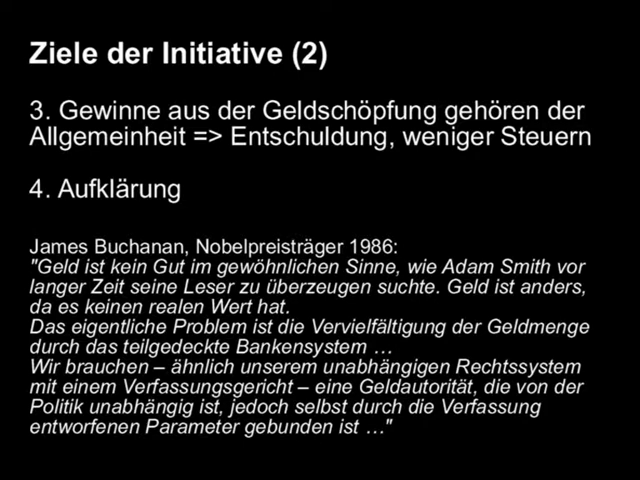 Ziele der Initiative (2)
3. Gewinne aus der Geldschöpfung gehören der
Allgemeinheit => Entschuldung, weniger Steuern
4. Aufklärung
James Buchanan, Nobelpreisträger 1986:
"Geld ist kein Gut im gewöhnlichen Sinne, wie Adam Smith vor
langer Zeit seine Leser zu überzeugen suchte. Geld ist anders,
da es keinen realen Wert hat.
Das eigentliche Problem ist die Vervielfältigung der Geldmenge
durch das teilgedeckte Bankensystem …
Wir brauchen – ähnlich unserem unabhängigen Rechtssystem
mit einem Verfassungsgericht – eine Geldautorität, die von der
Politik unabhängig ist, jedoch selbst durch die Verfassung
entworfenen Parameter gebunden ist …"